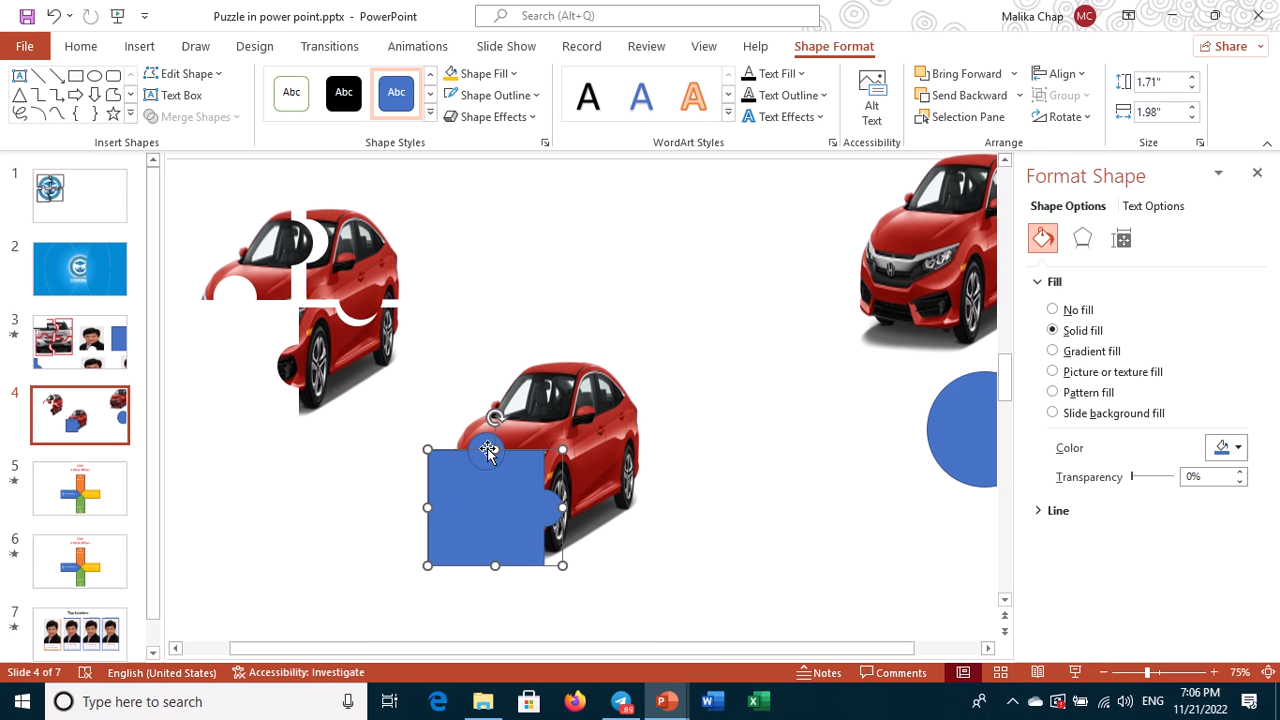 Puzzle in power point.pptx - PowerPoint
Search (Alt+Q)
Malika Chap
MC
File
Home
Insert
Draw
Design
Transitions
Animations
Slide Show
Record
Review
View
Help
Shape Format
Share
Edit Shape
Text Box
Merge Shapes
Insert Shapes
Abc
Abc
Abc
Shape Fill
Shape Outline
Shape Effects
Shape Styles
A
A
A
Text Fill
Text Outline
Text Effects
WordArt Styles
Alt
Text
Accessibility
Bring Forward
Send Backward
Selection Pane
Align
Group
Rotate
Arrange
1.71"
1.98"
Size
1
2
3
4
5
6
7
Top Leaders
Format Shape
Shape Options
Text Options
Fill
No fill
Solid fill
Gradient fill
Picture or texture fill
Pattern fill
Slide background fill
Color
Transparency
0%
Line
Slide 4 of 7
English (United States)
Accessibility: Investigate
Notes
Comments
75%
Type here to search
89
ENG
7:06 PM
11/21/2022